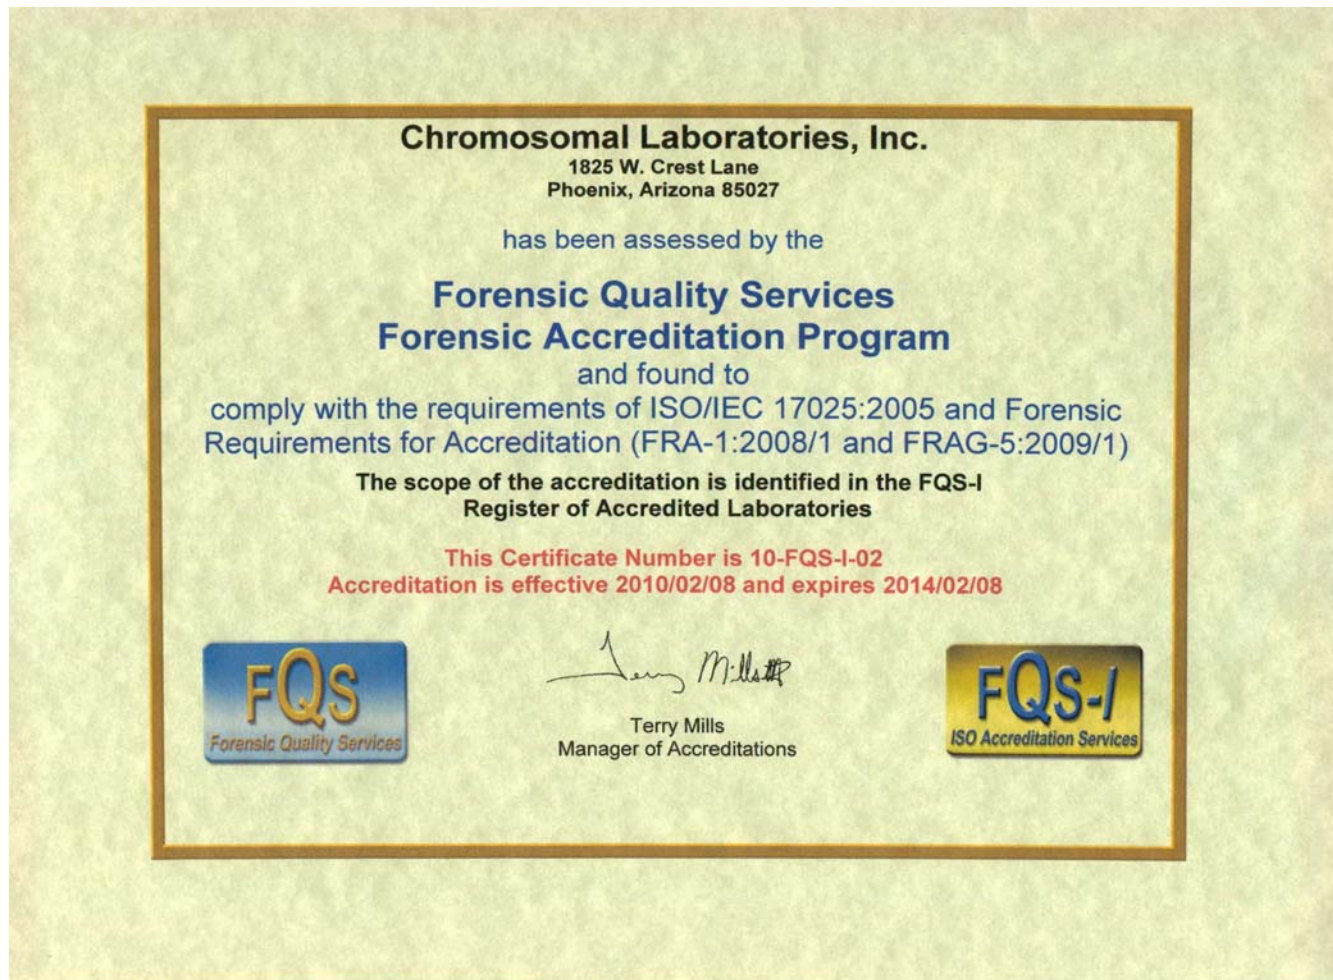 Chromosomal Laboratories, Inc.
1825 W. Crest Lane
Phoenix, Arizona 85027
has been assessed by the
Forensic Quality Services
Forensic Accreditation Program
and found to
comply with the requirements of ISO/IEC 17025:2005 and Forensic
Requirements for Accreditation (FRA-1:2008/1 and FRAG-5:2009/1)
The scope of the accreditation is identified in the FQS-I
Register of Accredited Laboratories
This Certificate Number is 10-FQS-I-02
Accreditation is effective 2010/02/08 and expires 2014/02/08
FQS
Forensic Quality Services
Terry Mills
Terry Mills
Manager of Accreditations
FQS-I
ISO Accreditation Services